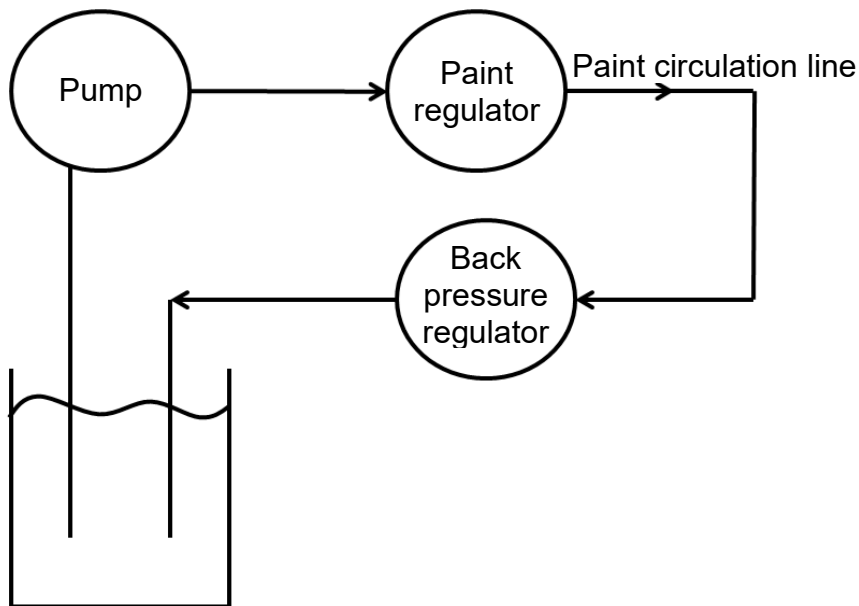 Pump
Paint
regulator
Paint circulation line
Back
pressure
regulator